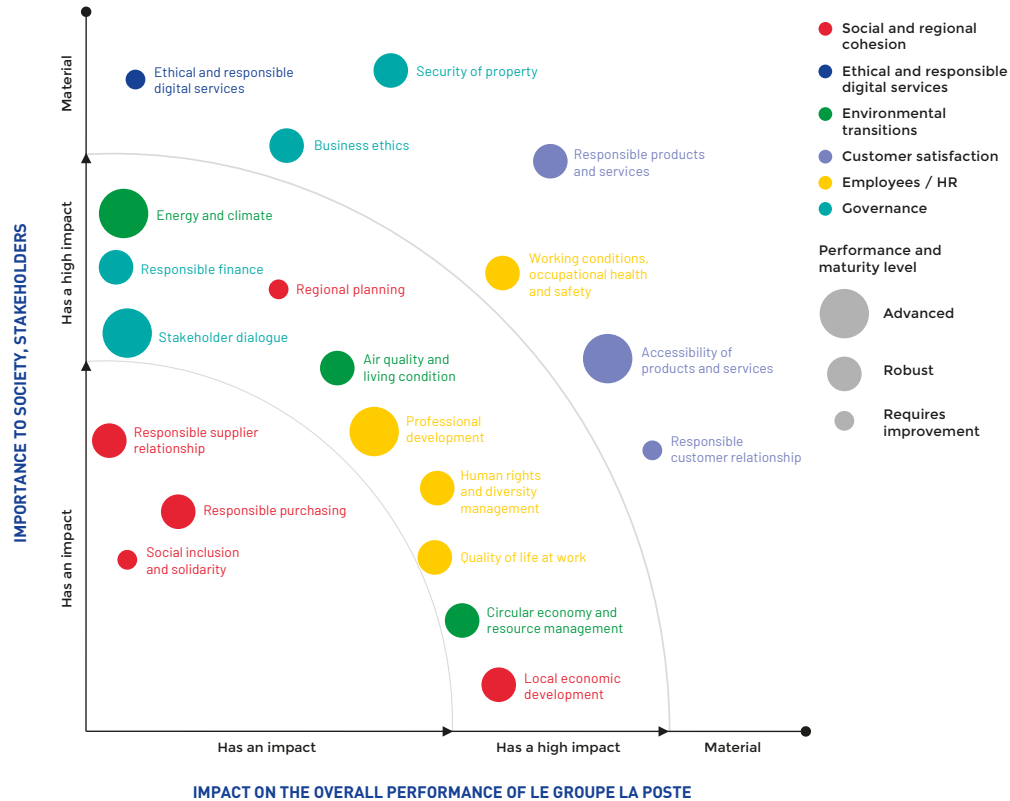 Material
Has a high impact
Has an impact
IMPORTANCE TO SOCIETY, STAKEHOLDERS
Ethical and responsible
digital services
Security of property
Business ethics
Responsible products
and services
Energy and climate
Responsible finance
Regional planning
Working conditions,
occupational health
and safety
Stakeholder dialogue
Air quality and
living condition
Accessibility of
products and services
Responsible supplier
relationship
Professional
development
Responsible
customer relationship
Human rights
and diversity
management
Responsible purchasing
Social inclusion
and solidarity
Quality of life at work
Circular economy and
resource management
Local economic
development
Has an impact
Has a high impact
Material
IMPACT ON THE OVERALL PERFORMANCE OF LE GROUPE LA POSTE
Social and regional
cohesion
Ethical and responsible
digital services
Environmental
transitions
Customer satisfaction
Employees / HR
Governance
Performance and
maturity level
Advanced
Robust
Requires
improvement